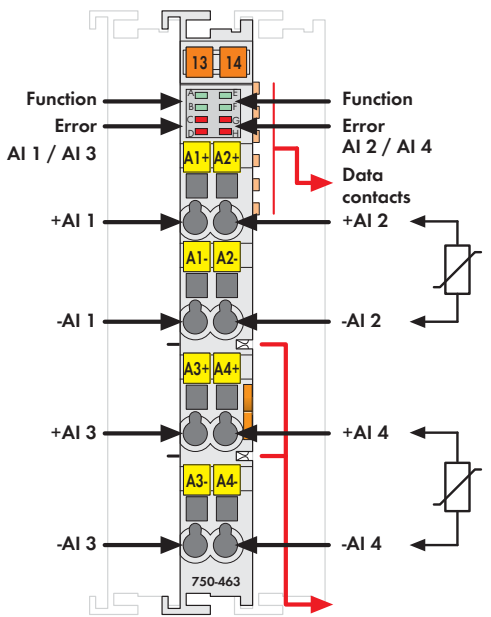 13 14
A E
Function B F Function
C G
Error D H Error
AI 1 / AI 3 AI 2 / AI 4
A1+ A2+
Data
contacts
+AI 1 +AI 2
A1- A2-
-AI 1 -AI 2
A3+ A4+
+AI 3 +AI 4
A3- A4-
-AI 3 -AI 4
750-463